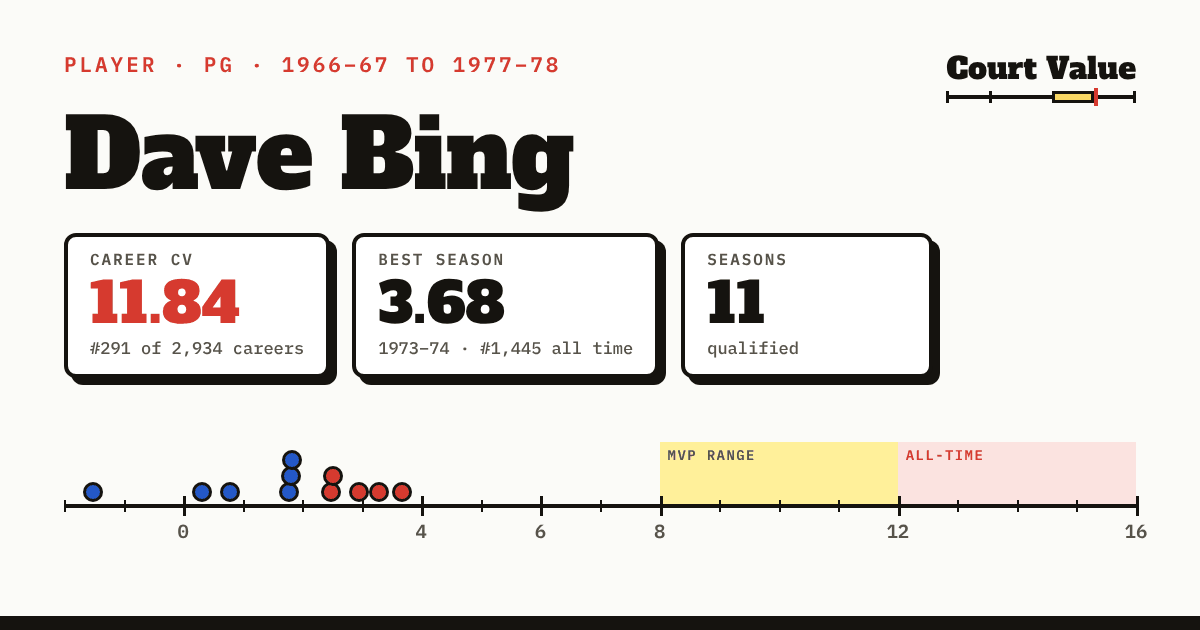 PLAYER · PG · 1966–67 TO 1977–78
Court Value
Dave Bing
CAREER CV
11.84
#291 of 2,934 careers
BEST SEASON
3.68
1973–74 · #1,445 all time
SEASONS
11
qualified
MVP RANGE
ALL-TIME
0 4 6 8 12 16